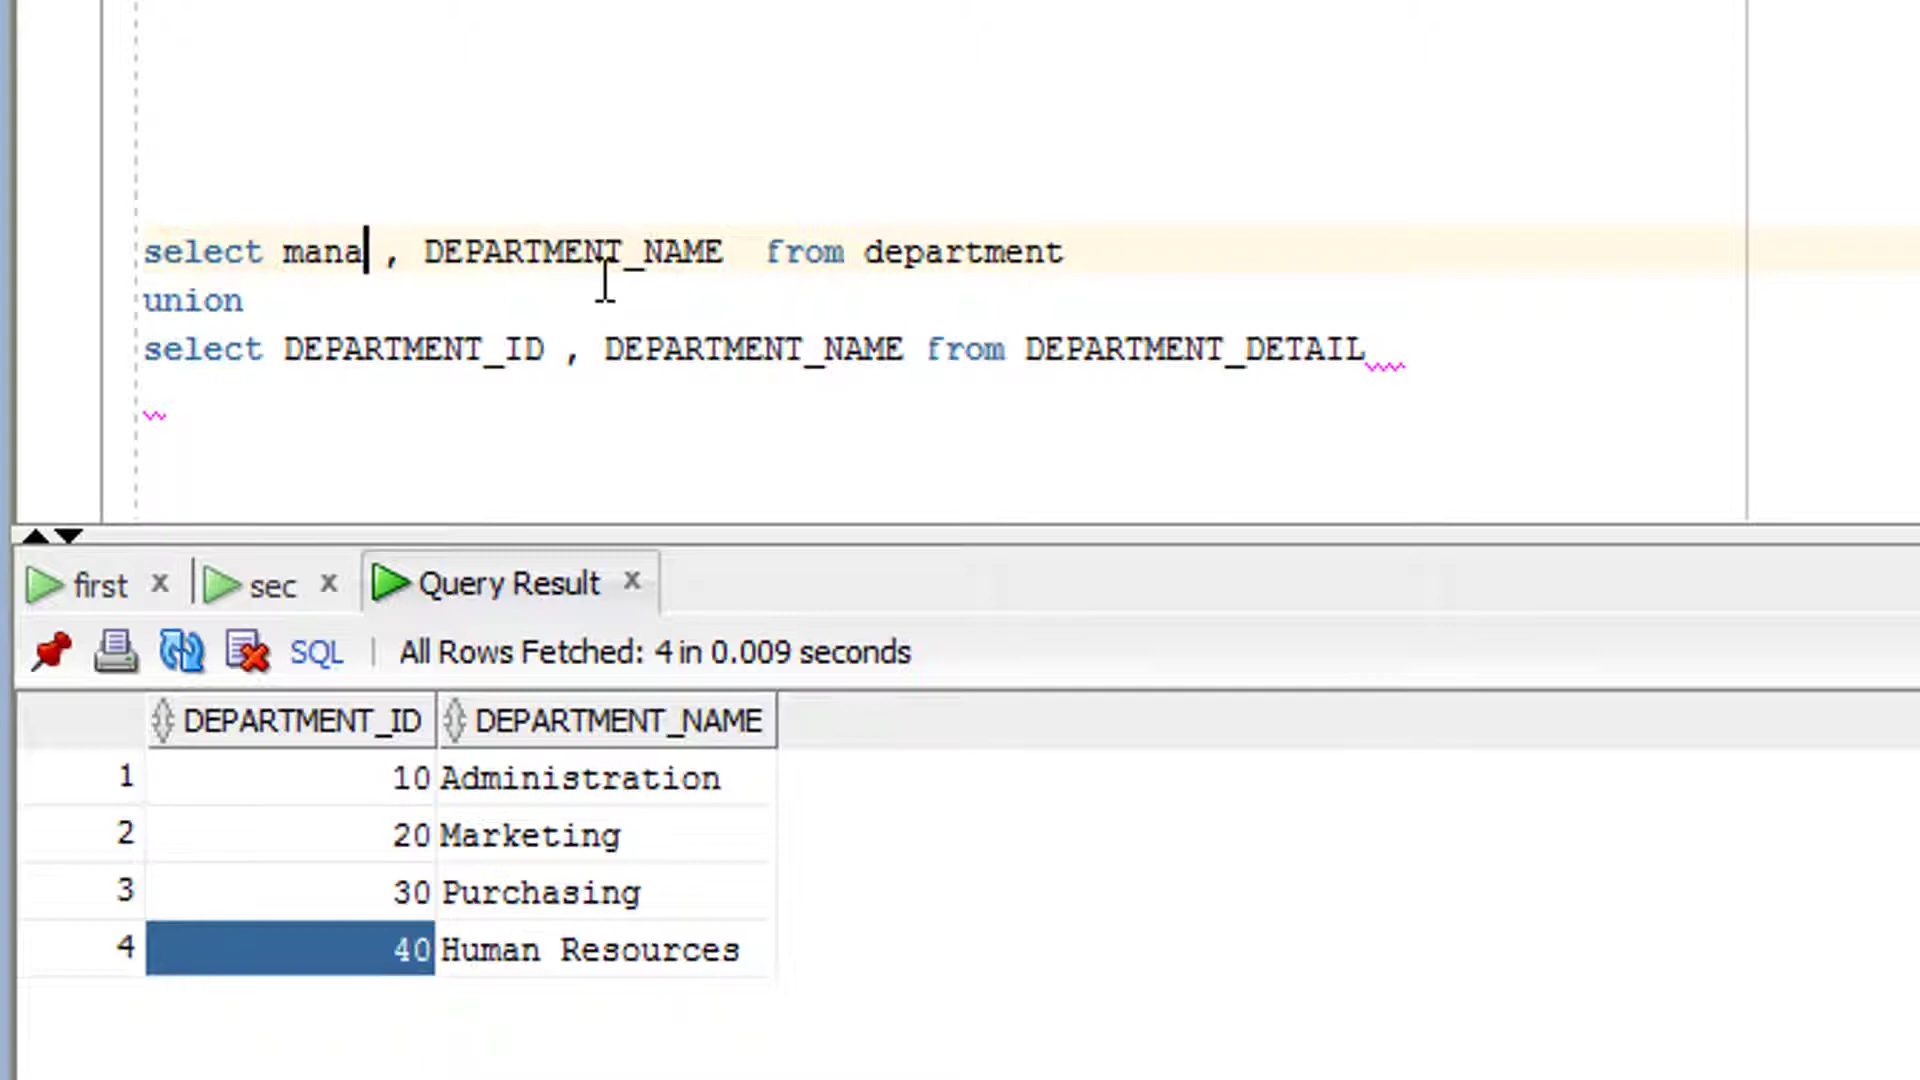 select mana , DEPARTMENT_NAME  from department
union
select DEPARTMENT_ID , DEPARTMENT_NAME from DEPARTMENT_DETAIL
first x sec x Query Result x
SQL | All Rows Fetched: 4 in 0.009 seconds
DEPARTMENT_ID DEPARTMENT_NAME
1 10 Administration
2 20 Marketing
3 30 Purchasing
4 40 Human Resources